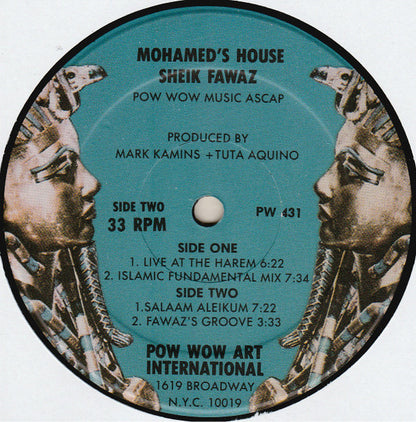 MOHAMED'S HOUSE
SHEIK FAWAZ
POW WOW MUSIC ASCAP
PRODUCED BY
MARK KAMINS + TUTA AQUINO
SIDE TWO
33 RPM
PW 431
SIDE ONE
1. LIVE AT THE HAREM 6:22
2. ISLAMIC FUNDAMENTAL MIX 7:34
SIDE TWO
1.SALAAM ALEIKUM 7:22
2. FAWAZ'S GROOVE 3:33
POW WOW ART
INTERNATIONAL
1619 BROADWAY
N.Y.C. 10019